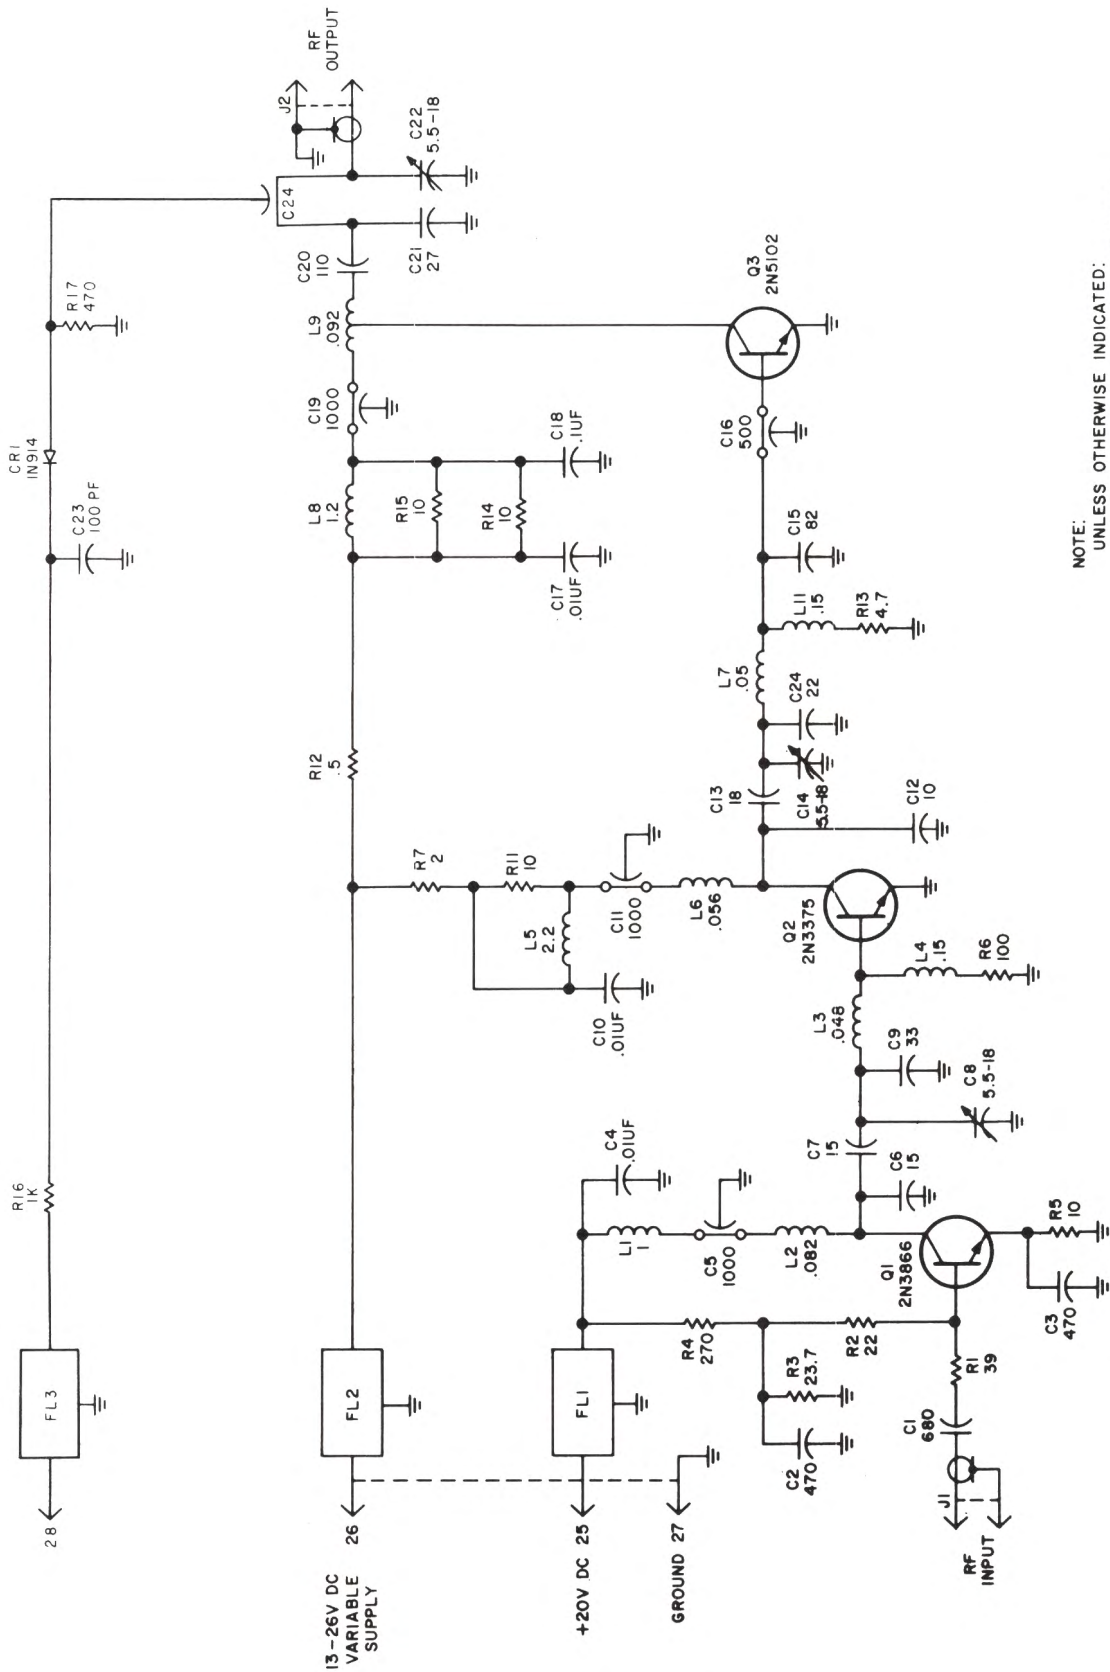 28
FL3
R16
1K
C23
100 PF
CR1
1N914
R17
470
C24
J2
RF
OUTPUT
C22
5.5-18
C21
27
C20
110
L9
.092
C19
1000
C18
.1UF
L8
1.2
R15
10
R14
10
C17
.01UF
R12
.5
13-26V DC
VARIABLE
SUPPLY
26
FL2
R7
2
R11
10
L5
2.2
C10
.01UF
C11
1000
L6
.056
Q3
2N5102
C16
500
C15
82
L11
.15
R13
4.7
L7
.05
C24
22
C14
5.5-18
C13
18
C12
10
Q2
2N3375
L4
.15
R6
100
L3
.048
C9
33
C8
5.5-18
C7
15
C6
15
+20V DC 25
FL1
C4
.01UF
L1
1
C5
1000
L2
.082
Q1
2N3866
R5
10
C3
470
R4
270
R3
23.7
R2
22
C2
470
R1
39
C1
680
J1
GROUND 27
RF
INPUT
NOTE:
UNLESS OTHERWISE INDICATED: